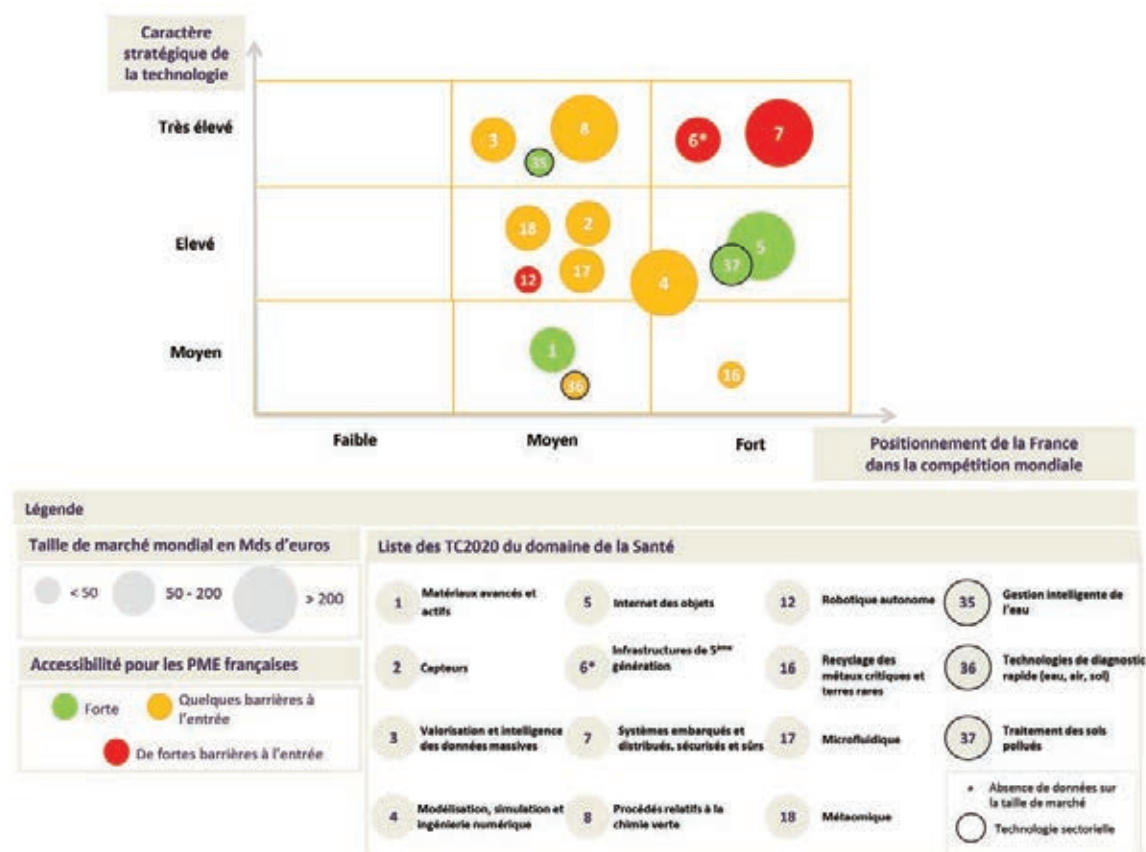 Caractère
stratégique de
la technologie
Très élevé
3
8
35
6*
7
Elevé
18
2
5
12
17
4
37
Moyen
1
36
16
Faible
Moyen
Fort
Positionnement de la France
dans la compétition mondiale
Légende
Taille de marché mondial en Mds d'euros
< 50
50 - 200
> 200
Accessibilité pour les PME françaises
Forte
Quelques barrières à
l'entrée
De fortes barrières à l'entrée
Liste des TC2020 du domaine de la Santé
1
Matériaux avancés et
actifs
5
Internet des objets
12
Robotique autonome
35
Gestion intelligente de
l'eau
2
Capteurs
6*
Infrastructures de 5ème
génération
16
Recyclage des
métaux critiques et
terres rares
36
Technologies de diagnostic
rapide (eau, air, sol)
3
Valorisation et intelligence
des données massives
7
Systèmes embarqués et
distribués, sécurisés et sûrs
17
Microfluidique
37
Traitement des sols
pollués
4
Modélisation, simulation et
ingénierie numérique
8
Procédés relatifs à la
chimie verte
18
Métaomique
* Absence de données sur
la taille de marché
Technologie sectorielle